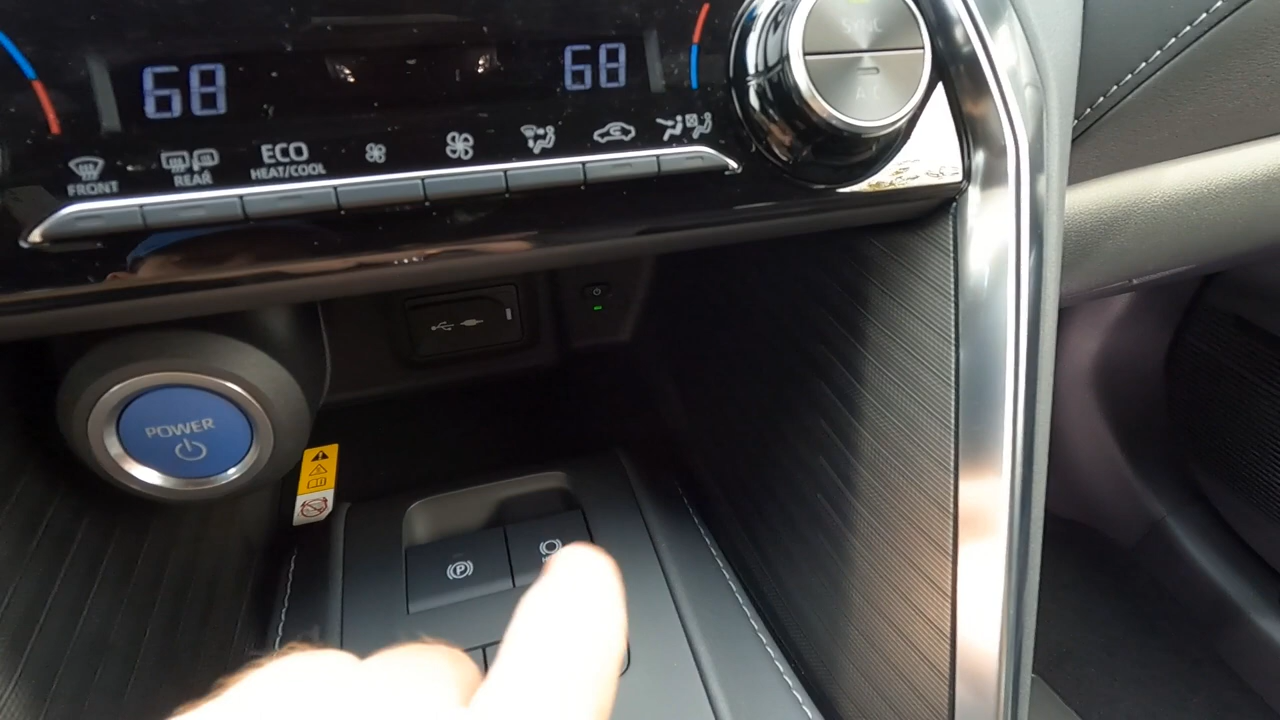 68
68
SYNC
A/C
FRONT
REAR
ECO
HEAT/COOL
POWER
P